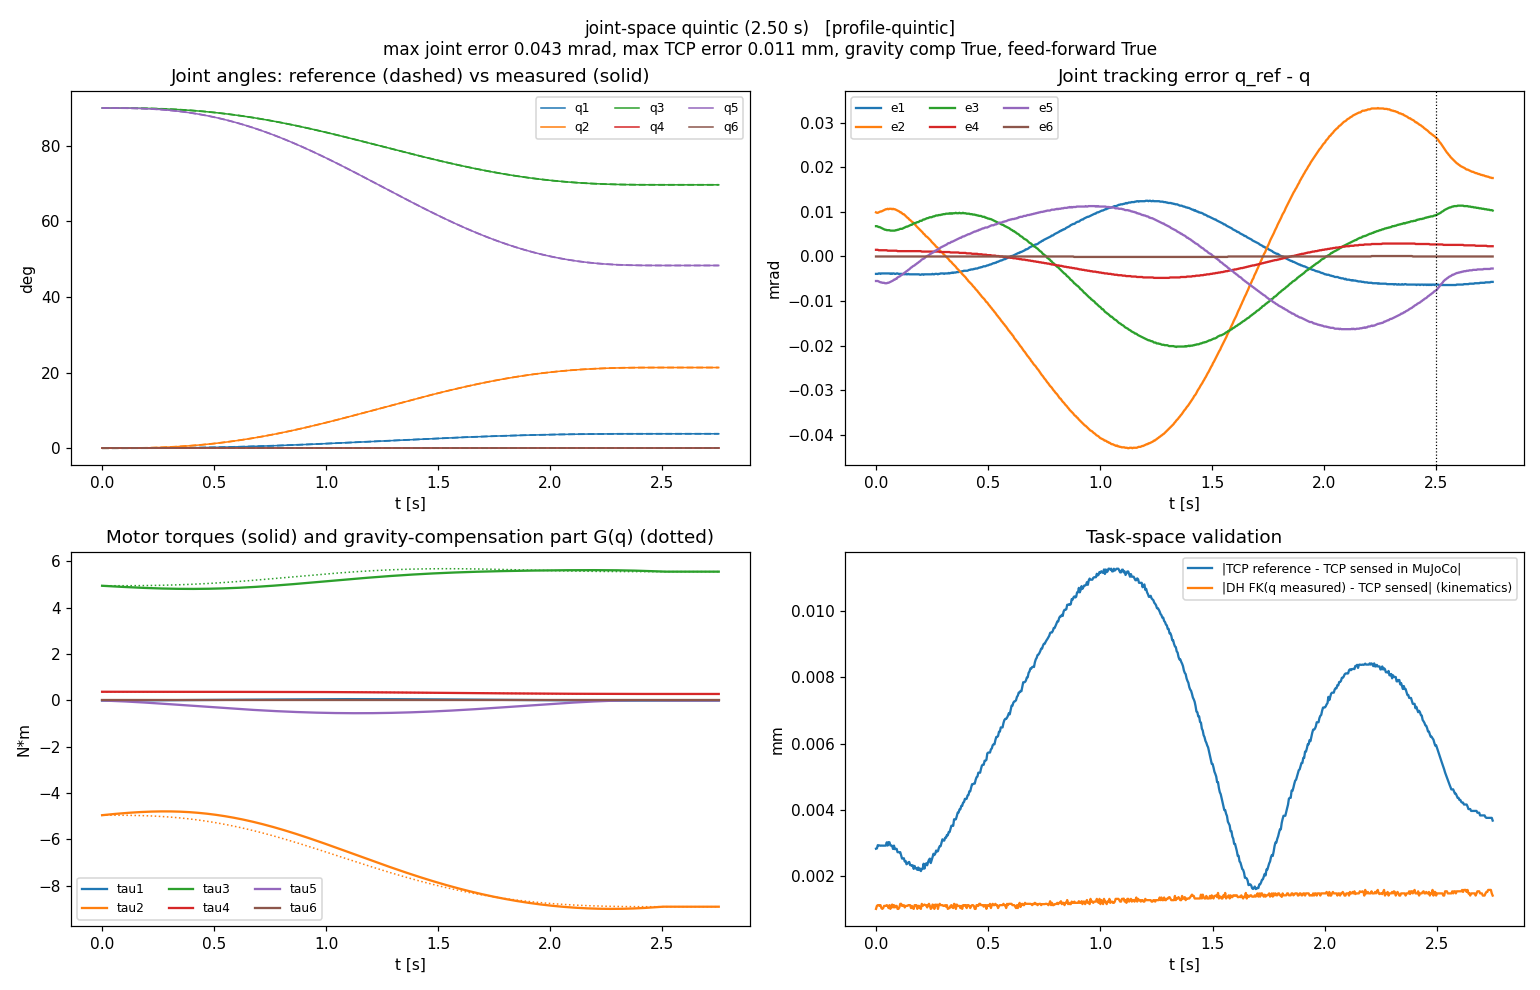 joint-space quintic (2.50 s)   [profile-quintic]
max joint error 0.043 mrad, max TCP error 0.011 mm, gravity comp True, feed-forward True
Joint angles: reference (dashed) vs measured (solid)
q1 q3 q5
q2 q4 q6
80
60
40
20
0
deg
0.0 0.5 1.0 1.5 2.0 2.5
t [s]
Joint tracking error q_ref - q
e1 e3 e5
e2 e4 e6
0.03
0.02
0.01
0.00
−0.01
−0.02
−0.03
−0.04
mrad
0.0 0.5 1.0 1.5 2.0 2.5
t [s]
Motor torques (solid) and gravity-compensation part G(q) (dotted)
6
4
2
0
−2
−4
−6
−8
N*m
tau1 tau3 tau5
tau2 tau4 tau6
0.0 0.5 1.0 1.5 2.0 2.5
t [s]
Task-space validation
|TCP reference - TCP sensed in MuJoCo|
|DH FK(q measured) - TCP sensed| (kinematics)
0.010
0.008
0.006
0.004
0.002
mm
0.0 0.5 1.0 1.5 2.0 2.5
t [s]